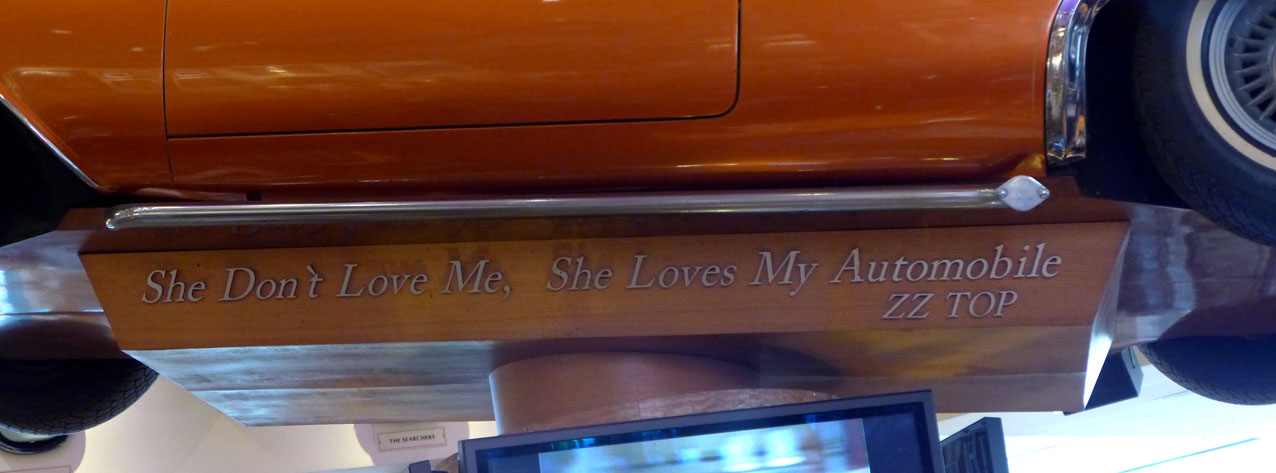 She Don`t Love Me, She Loves My Automobile
ZZ TOP
THE SEARCHERS